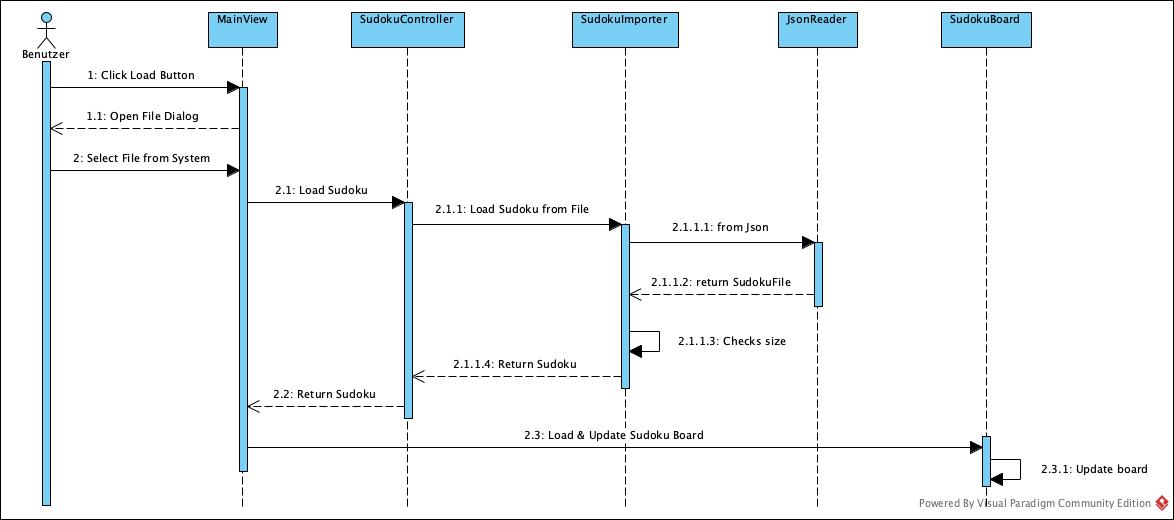 MainView
SudokuController
SudokuImporter
JsonReader
SudokuBoard
Benutzer
1: Click Load Button
1.1: Open File Dialog
2: Select File from System
2.1: Load Sudoku
2.1.1: Load Sudoku from File
2.1.1.1: from Json
2.1.1.2: return SudokuFile
2.1.1.3: Checks size
2.1.1.4: Return Sudoku
2.2: Return Sudoku
2.3: Load & Update Sudoku Board
2.3.1: Update board
Powered By Visual Paradigm Community Edition